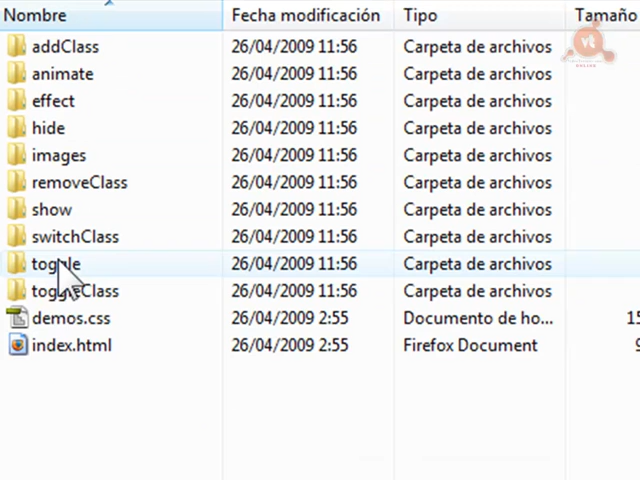 Nombre Fecha modificación Tipo Tamaño
addClass 26/04/2009 11:56 Carpeta de archivos
animate 26/04/2009 11:56 Carpeta de archivos
effect 26/04/2009 11:56 Carpeta de archivos
hide 26/04/2009 11:56 Carpeta de archivos
images 26/04/2009 11:56 Carpeta de archivos
removeClass 26/04/2009 11:56 Carpeta de archivos
show 26/04/2009 11:56 Carpeta de archivos
switchClass 26/04/2009 11:56 Carpeta de archivos
toggle 26/04/2009 11:56 Carpeta de archivos
toggleClass 26/04/2009 11:56 Carpeta de archivos
demos.css 26/04/2009 2:55 Documento de ho... 15
index.html 26/04/2009 2:55 Firefox Document 9
vt